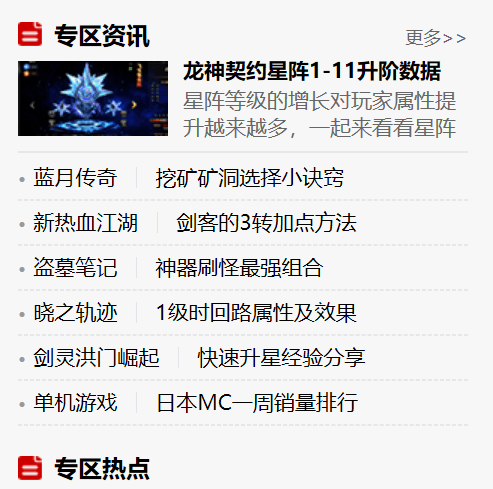 专区资讯 更多>>
龙神契约星阵1-11升阶数据
星阵等级的增长对玩家属性提
升越来越多，一起来看看星阵
蓝月传奇 挖矿矿洞选择小诀窍
新热血江湖 剑客的3转加点方法
盗墓笔记 神器刷怪最强组合
晓之轨迹 1级时回路属性及效果
剑灵洪门崛起 快速升星经验分享
单机游戏 日本MC一周销量排行
专区热点